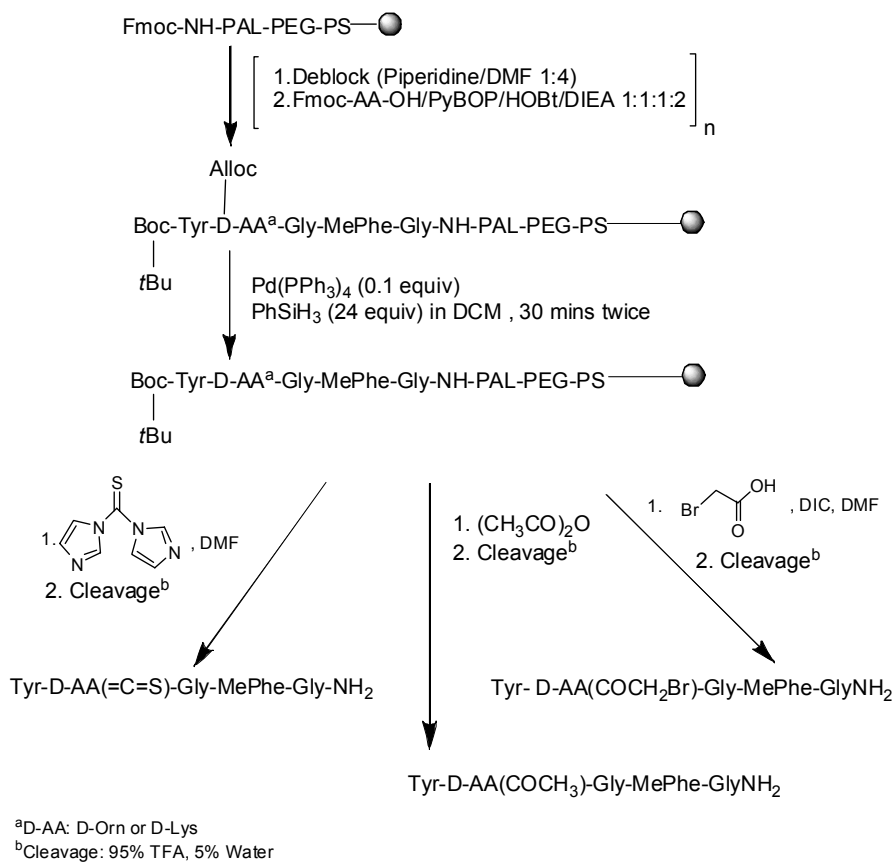 Fmoc-NH-PAL-PEG-PS
1.Deblock (Piperidine/DMF 1:4)
2.Fmoc-AA-OH/PyBOP/HOBt/DIEA 1:1:1:2
n
Alloc
Boc-Tyr-D-AAᵃ-Gly-MePhe-Gly-NH-PAL-PEG-PS
tBu
Pd(PPh₃)₄ (0.1 equiv)
PhSiH₃ (24 equiv) in DCM , 30 mins twice
Boc-Tyr-D-AAᵃ-Gly-MePhe-Gly-NH-PAL-PEG-PS
tBu
S
1. N N N N , DMF
2. Cleavageᵇ
1. (CH₃CO)₂O
2. Cleavageᵇ
1. Br OH O , DIC, DMF
2. Cleavageᵇ
Tyr-D-AA(=C=S)-Gly-MePhe-Gly-NH₂
Tyr- D-AA(COCH₂Br)-Gly-MePhe-GlyNH₂
Tyr-D-AA(COCH₃)-Gly-MePhe-GlyNH₂
ᵃD-AA: D-Orn or D-Lys
ᵇCleavage: 95% TFA, 5% Water